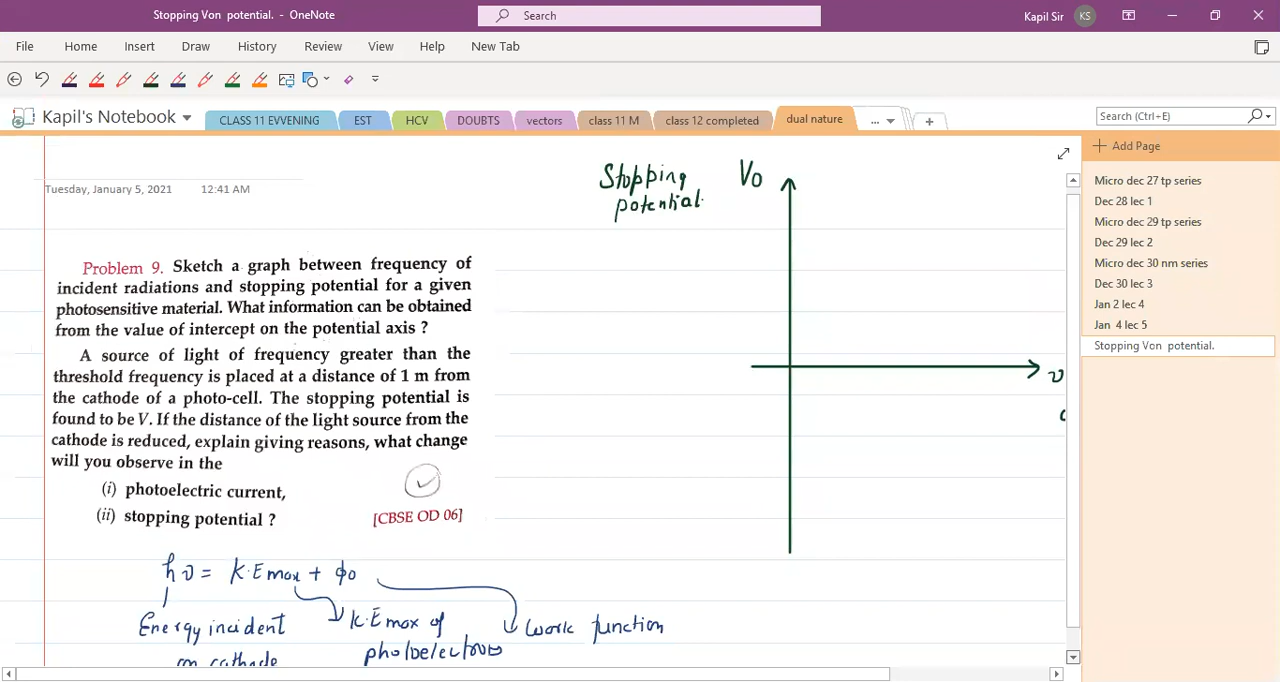 Stopping Von potential. - OneNote
Search
Kapil Sir
KS
File Home Insert Draw History Review View Help New Tab
Kapil's Notebook
CLASS 11 EVVENING
EST
HCV
DOUBTS
vectors
class 11 M
class 12 completed
dual nature
...
Search (Ctrl+E)
Add Page
Micro dec 27 tp series
Dec 28 lec 1
Micro dec 29 tp series
Dec 29 lec 2
Micro dec 30 nm series
Dec 30 lec 3
Jan 2 lec 4
Jan 4 lec 5
Stopping Von potential.
Tuesday, January 5, 2021 12:41 AM
Problem 9. Sketch a graph between frequency of
incident radiations and stopping potential for a given
photosensitive material. What information can be obtained
from the value of intercept on the potential axis ?
A source of light of frequency greater than the
threshold frequency is placed at a distance of 1 m from
the cathode of a photo-cell. The stopping potential is
found to be V. If the distance of the light source from the
cathode is reduced, explain giving reasons, what change
will you observe in the
(i) photoelectric current,
(ii) stopping potential ?
[CBSE OD 06]
Stopping
potential
V0
ν
hν = K.Emax + ϕ0
Energy incident
on cathode
K.Emax of
photoelectrons
work function